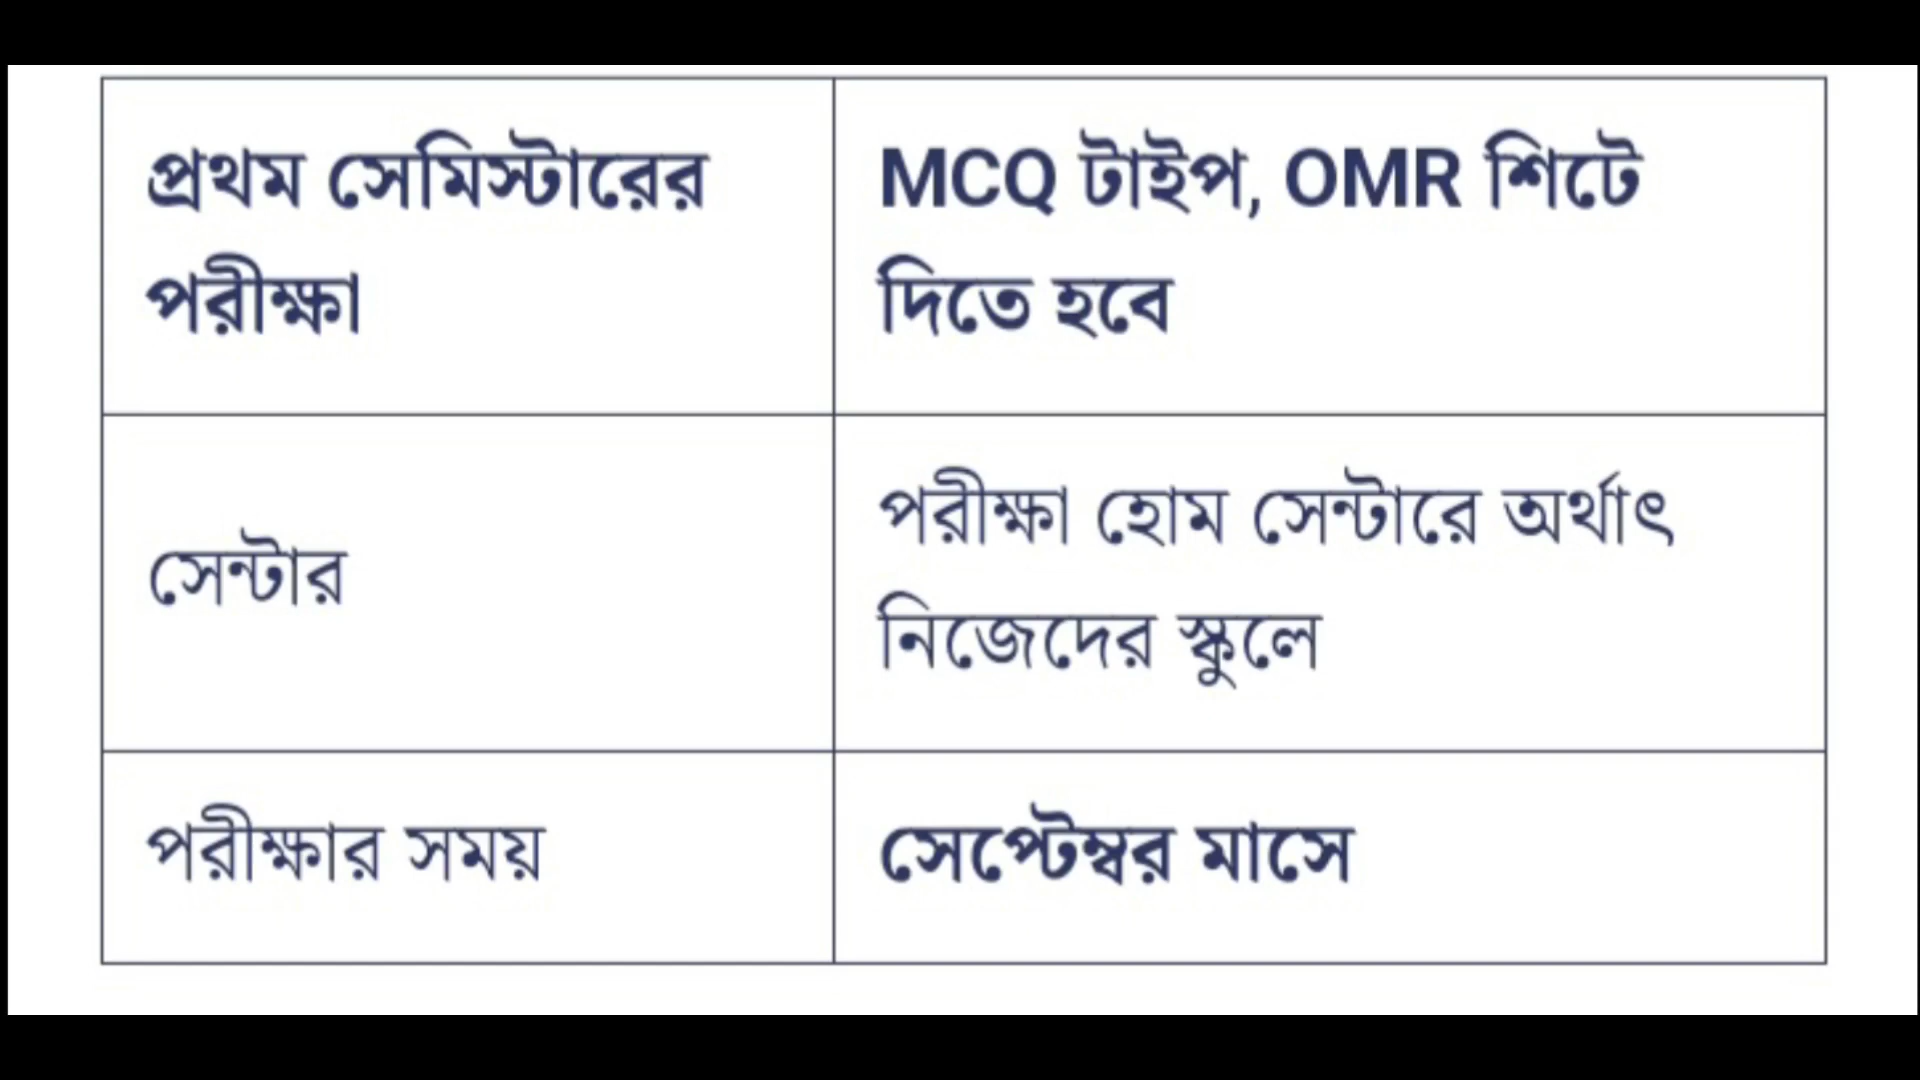 প্রথম সেমিস্টারের
পরীক্ষা
MCQ টাইপ, OMR শিটে
দিতে হবে
সেন্টার
পরীক্ষা হোম সেন্টারে অর্থাৎ
নিজেদের স্কুলে
পরীক্ষার সময়
সেপ্টেম্বর মাসে